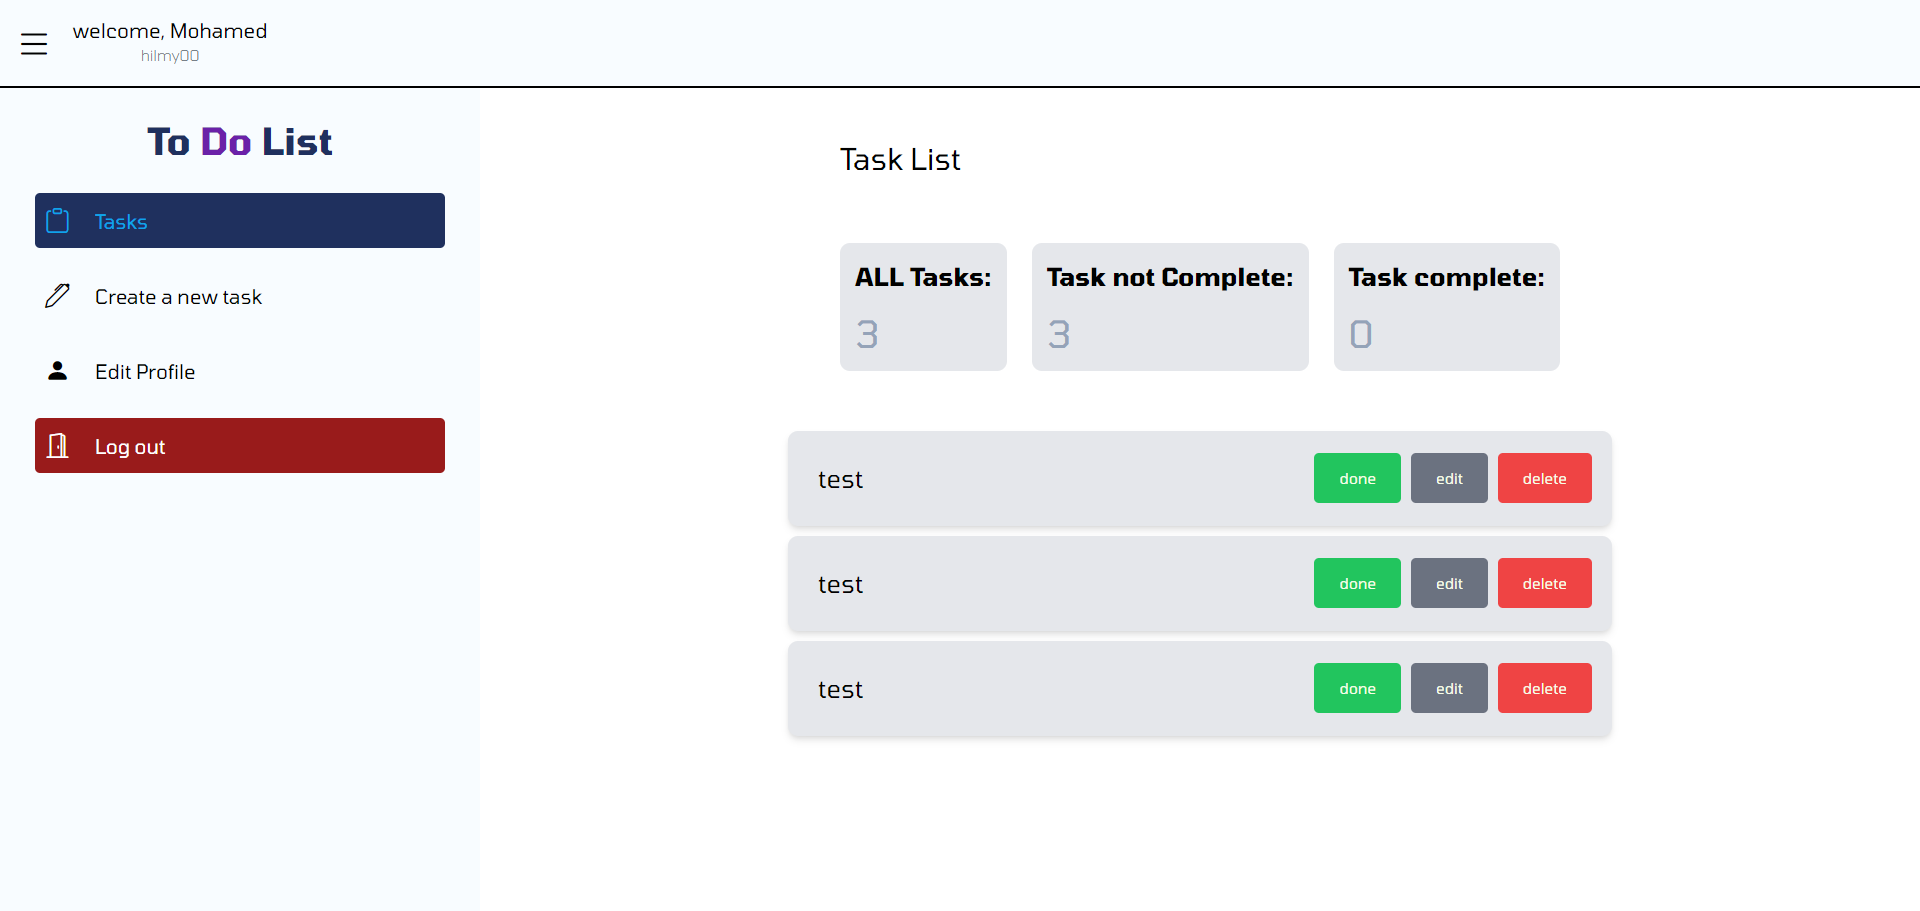 welcome, Mohamed
hilmy00
To Do List
Tasks
Create a new task
Edit Profile
Log out
Task List
ALL Tasks:
3
Task not Complete:
3
Task complete:
0
test
done
edit
delete
test
done
edit
delete
test
done
edit
delete